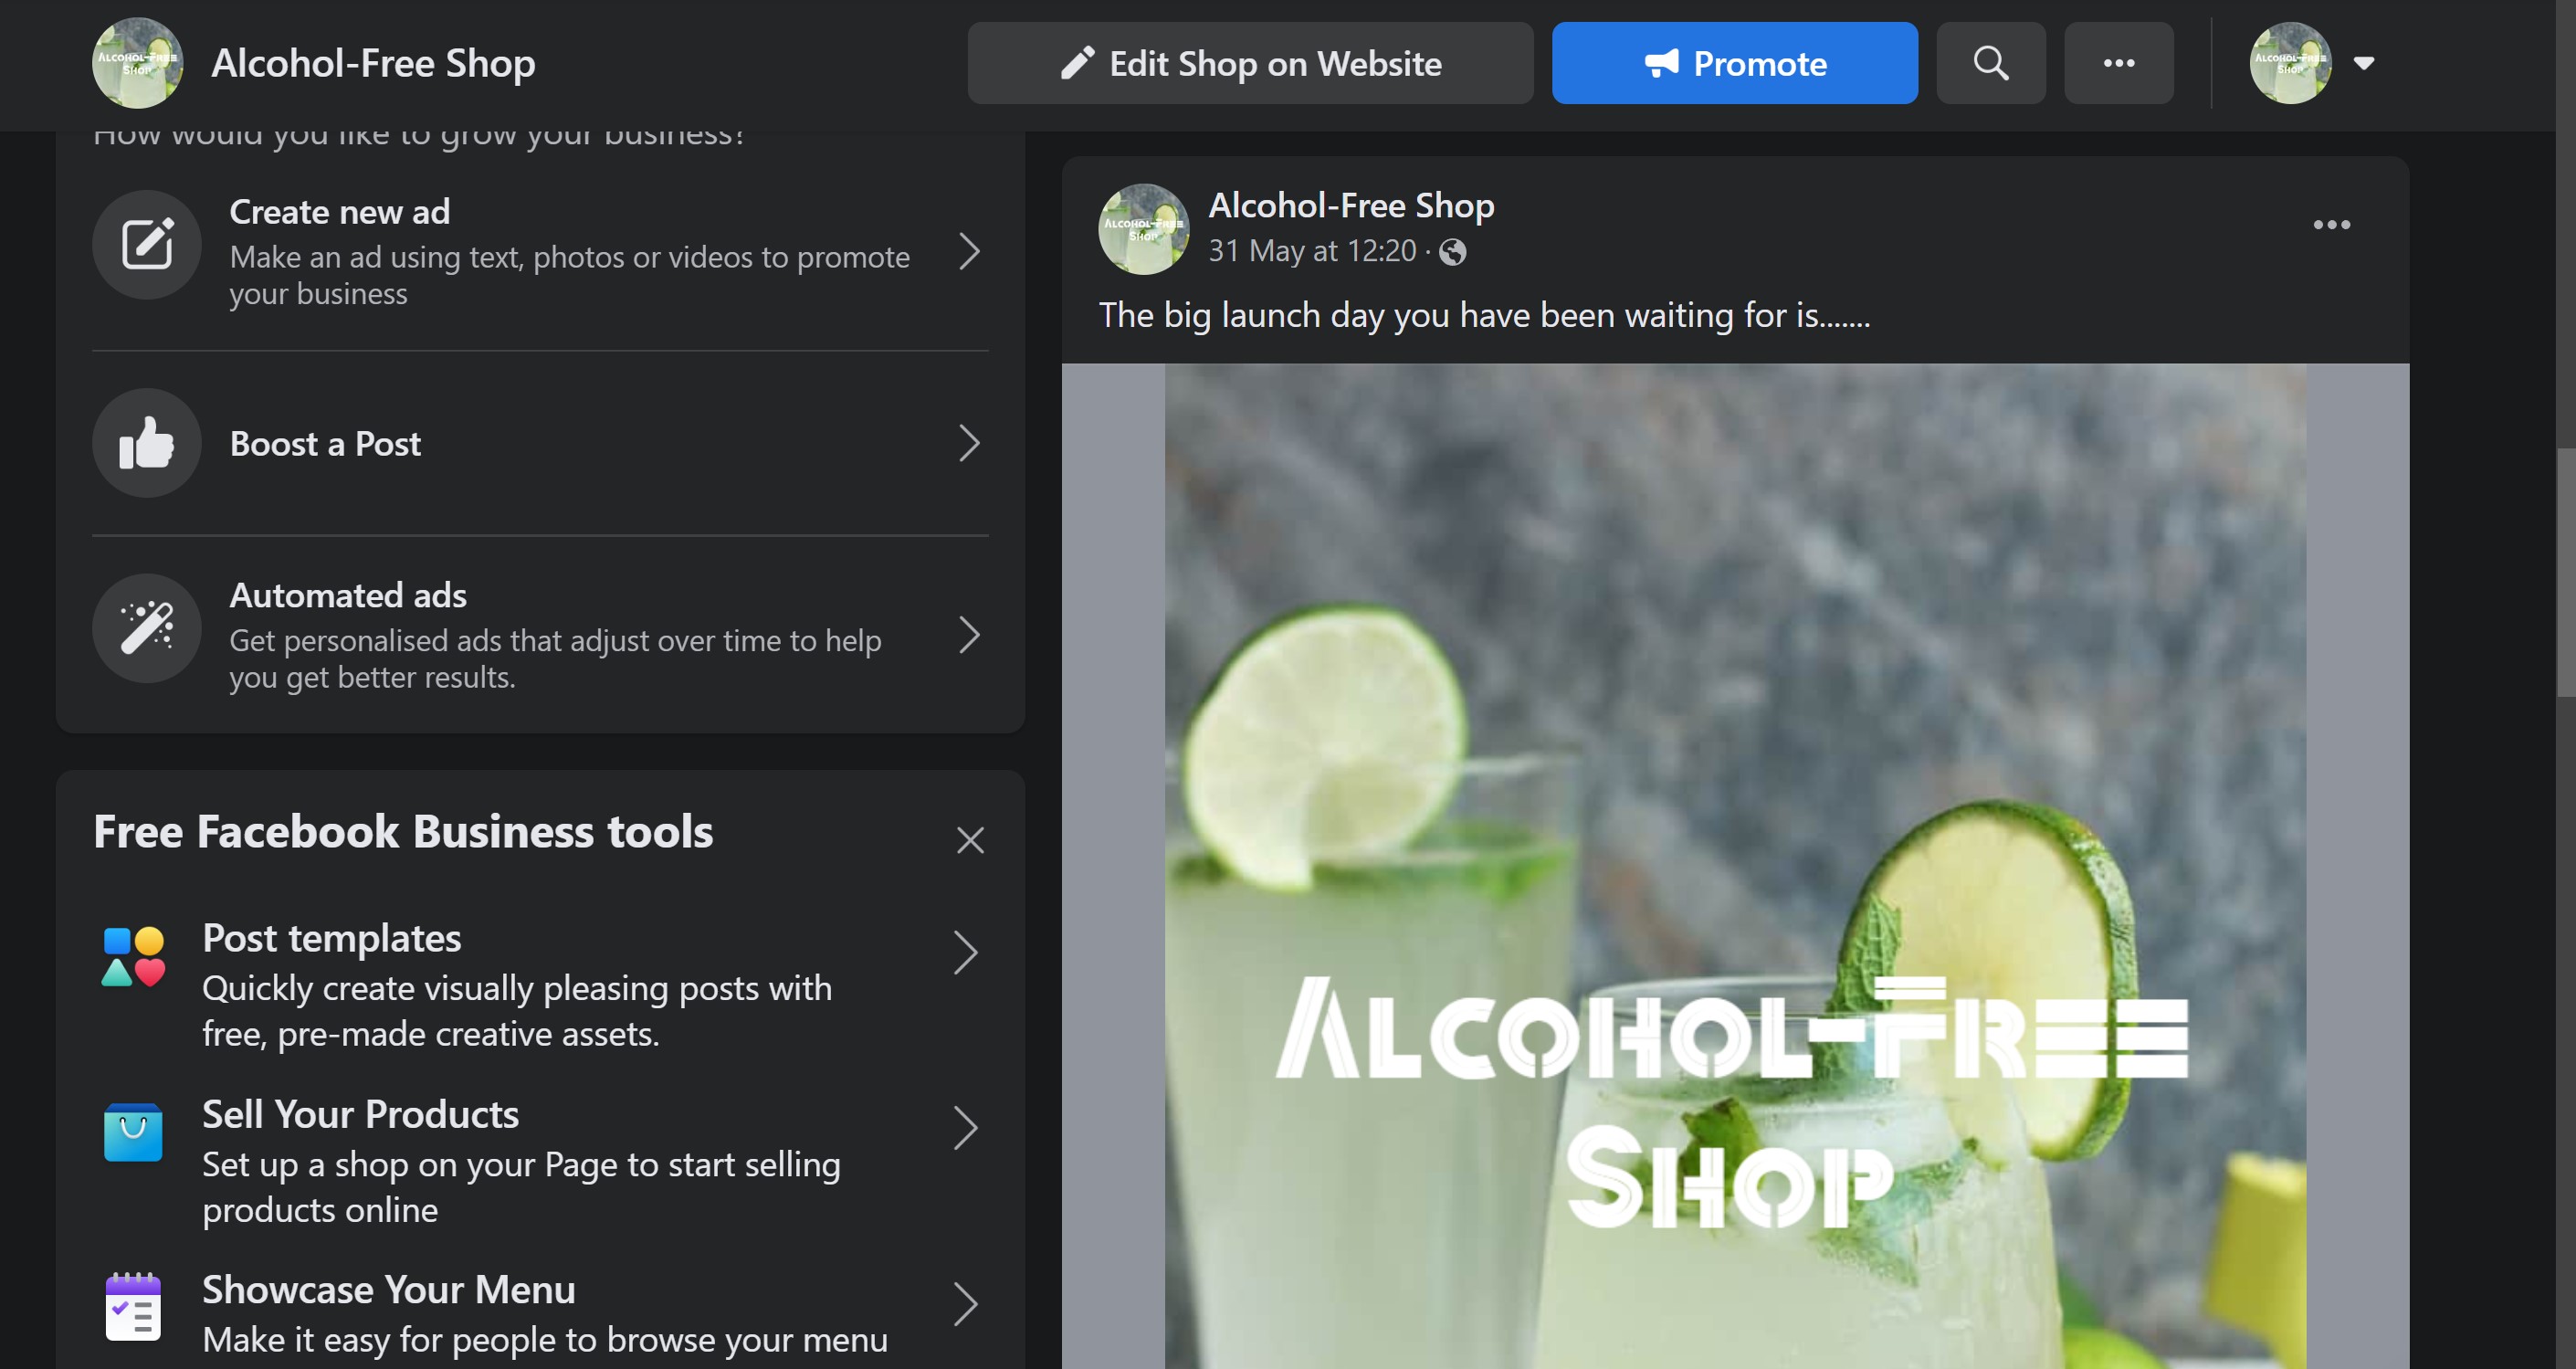 Alcohol-Free Shop
Edit Shop on Website
Promote
How would you like to grow your business?
Create new ad
Make an ad using text, photos or videos to promote
your business
Boost a Post
Automated ads
Get personalised ads that adjust over time to help
you get better results.
Free Facebook Business tools
Post templates
Quickly create visually pleasing posts with
free, pre-made creative assets.
Sell Your Products
Set up a shop on your Page to start selling
products online
Showcase Your Menu
Make it easy for people to browse your menu
Alcohol-Free Shop
31 May at 12:20 ·
The big launch day you have been waiting for is.......
Alcohol-Free
Shop